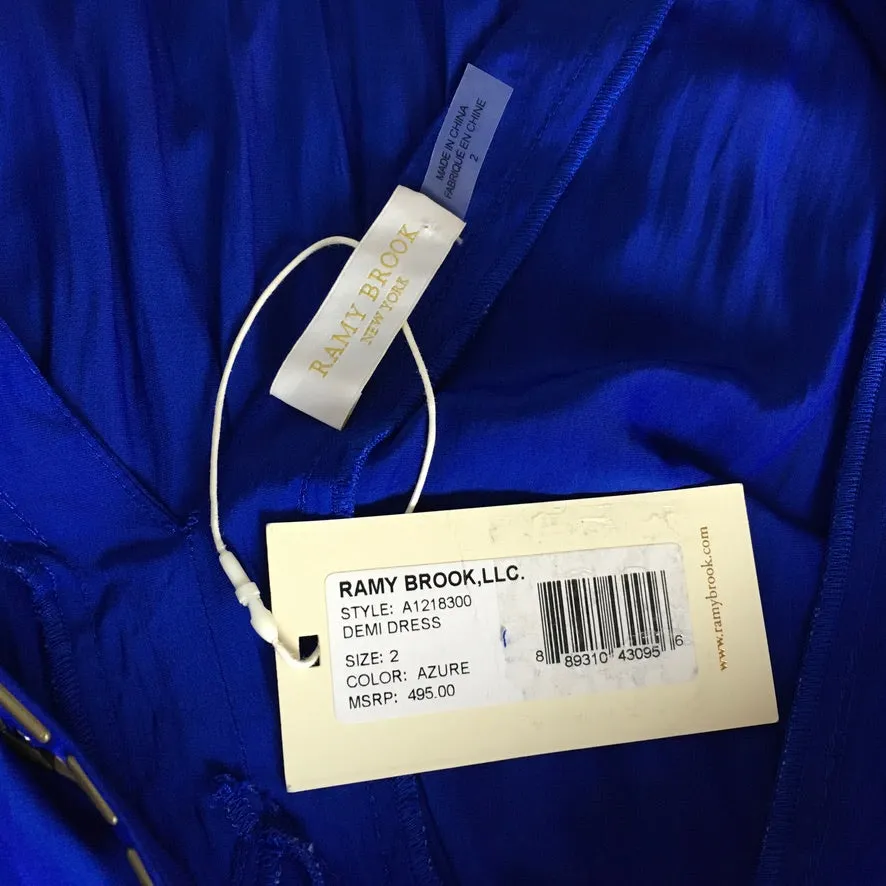 MADE IN CHINA
FABRIQUE EN CHINE
2
RAMY BROOK
NEW YORK
RAMY BROOK,LLC.
STYLE: A1218300
DEMI DRESS
SIZE: 2
COLOR: AZURE
MSRP: 495.00
8 89310 43095 6
www.ramybrook.com